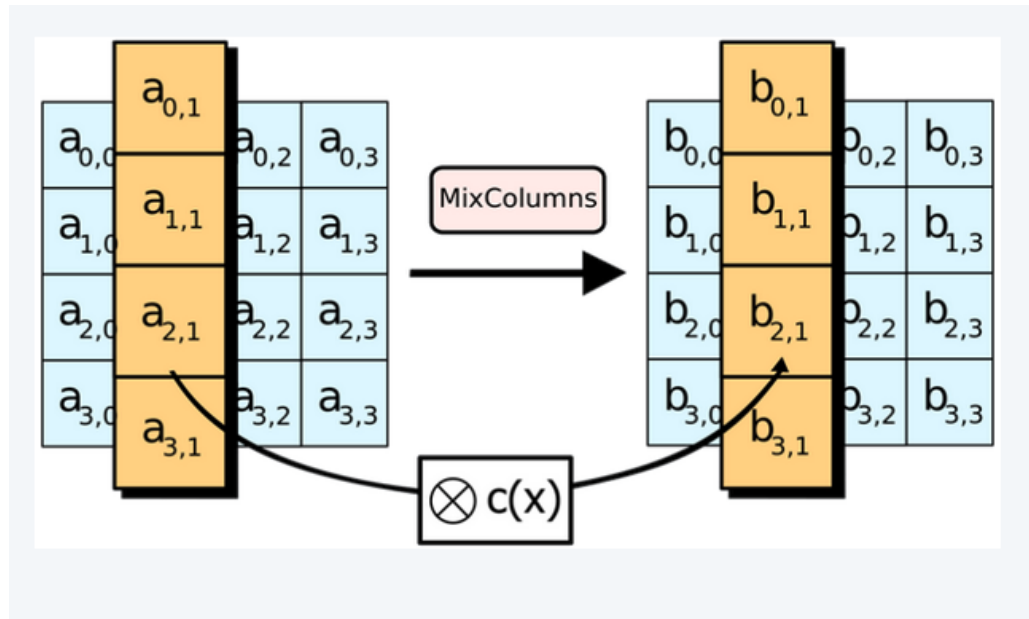 a0,1 b0,1
a0,0 a0,2 a0,3 b0,0 b0,2 b0,3
MixColumns
a1,1 b1,1
a1,0 a1,2 a1,3 b1,0 b1,2 b1,3
a2,1 b2,1
a2,0 a2,2 a2,3 b2,0 b2,2 b2,3
a3,0 a3,2 a3,3 b3,0 b3,2 b3,3
a3,1 b3,1
⊗ c(x)